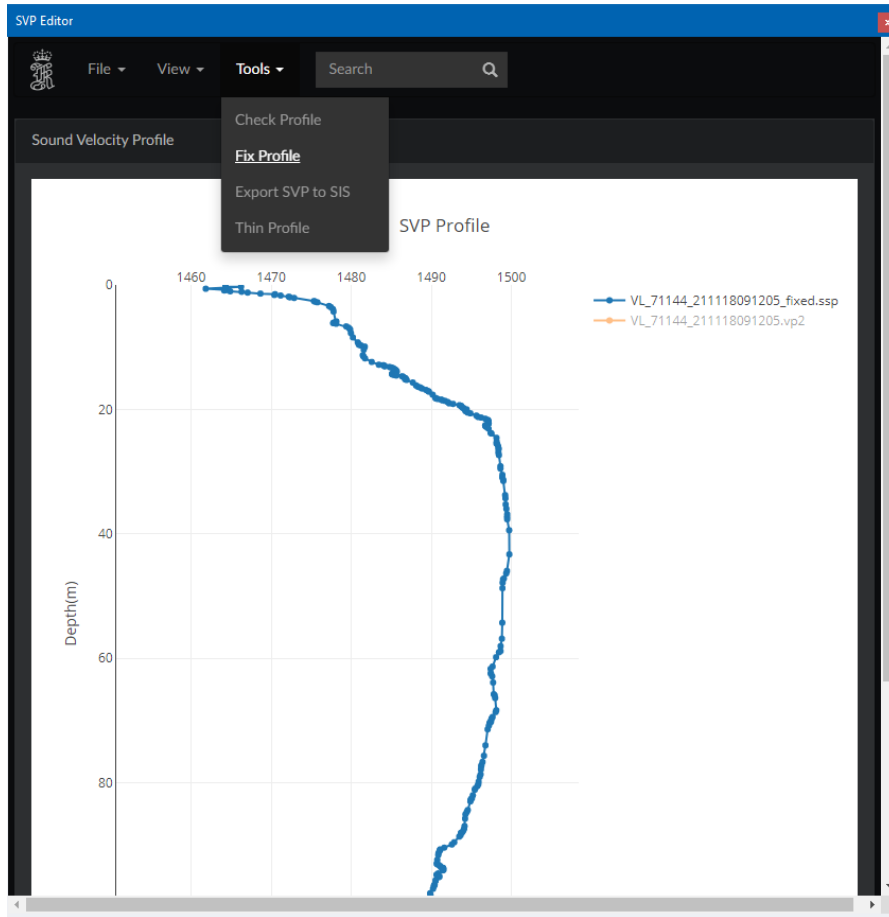 SVP Editor
File View Tools Search
Check Profile
Sound Velocity Profile
Fix Profile
Export SVP to SIS
Thin Profile
SVP Profile
1460 1470 1480 1490 1500
0
VL_71144_211118091205_fixed.ssp
VL_71144_211118091205.vp2
20
40
Depth(m)
60
80